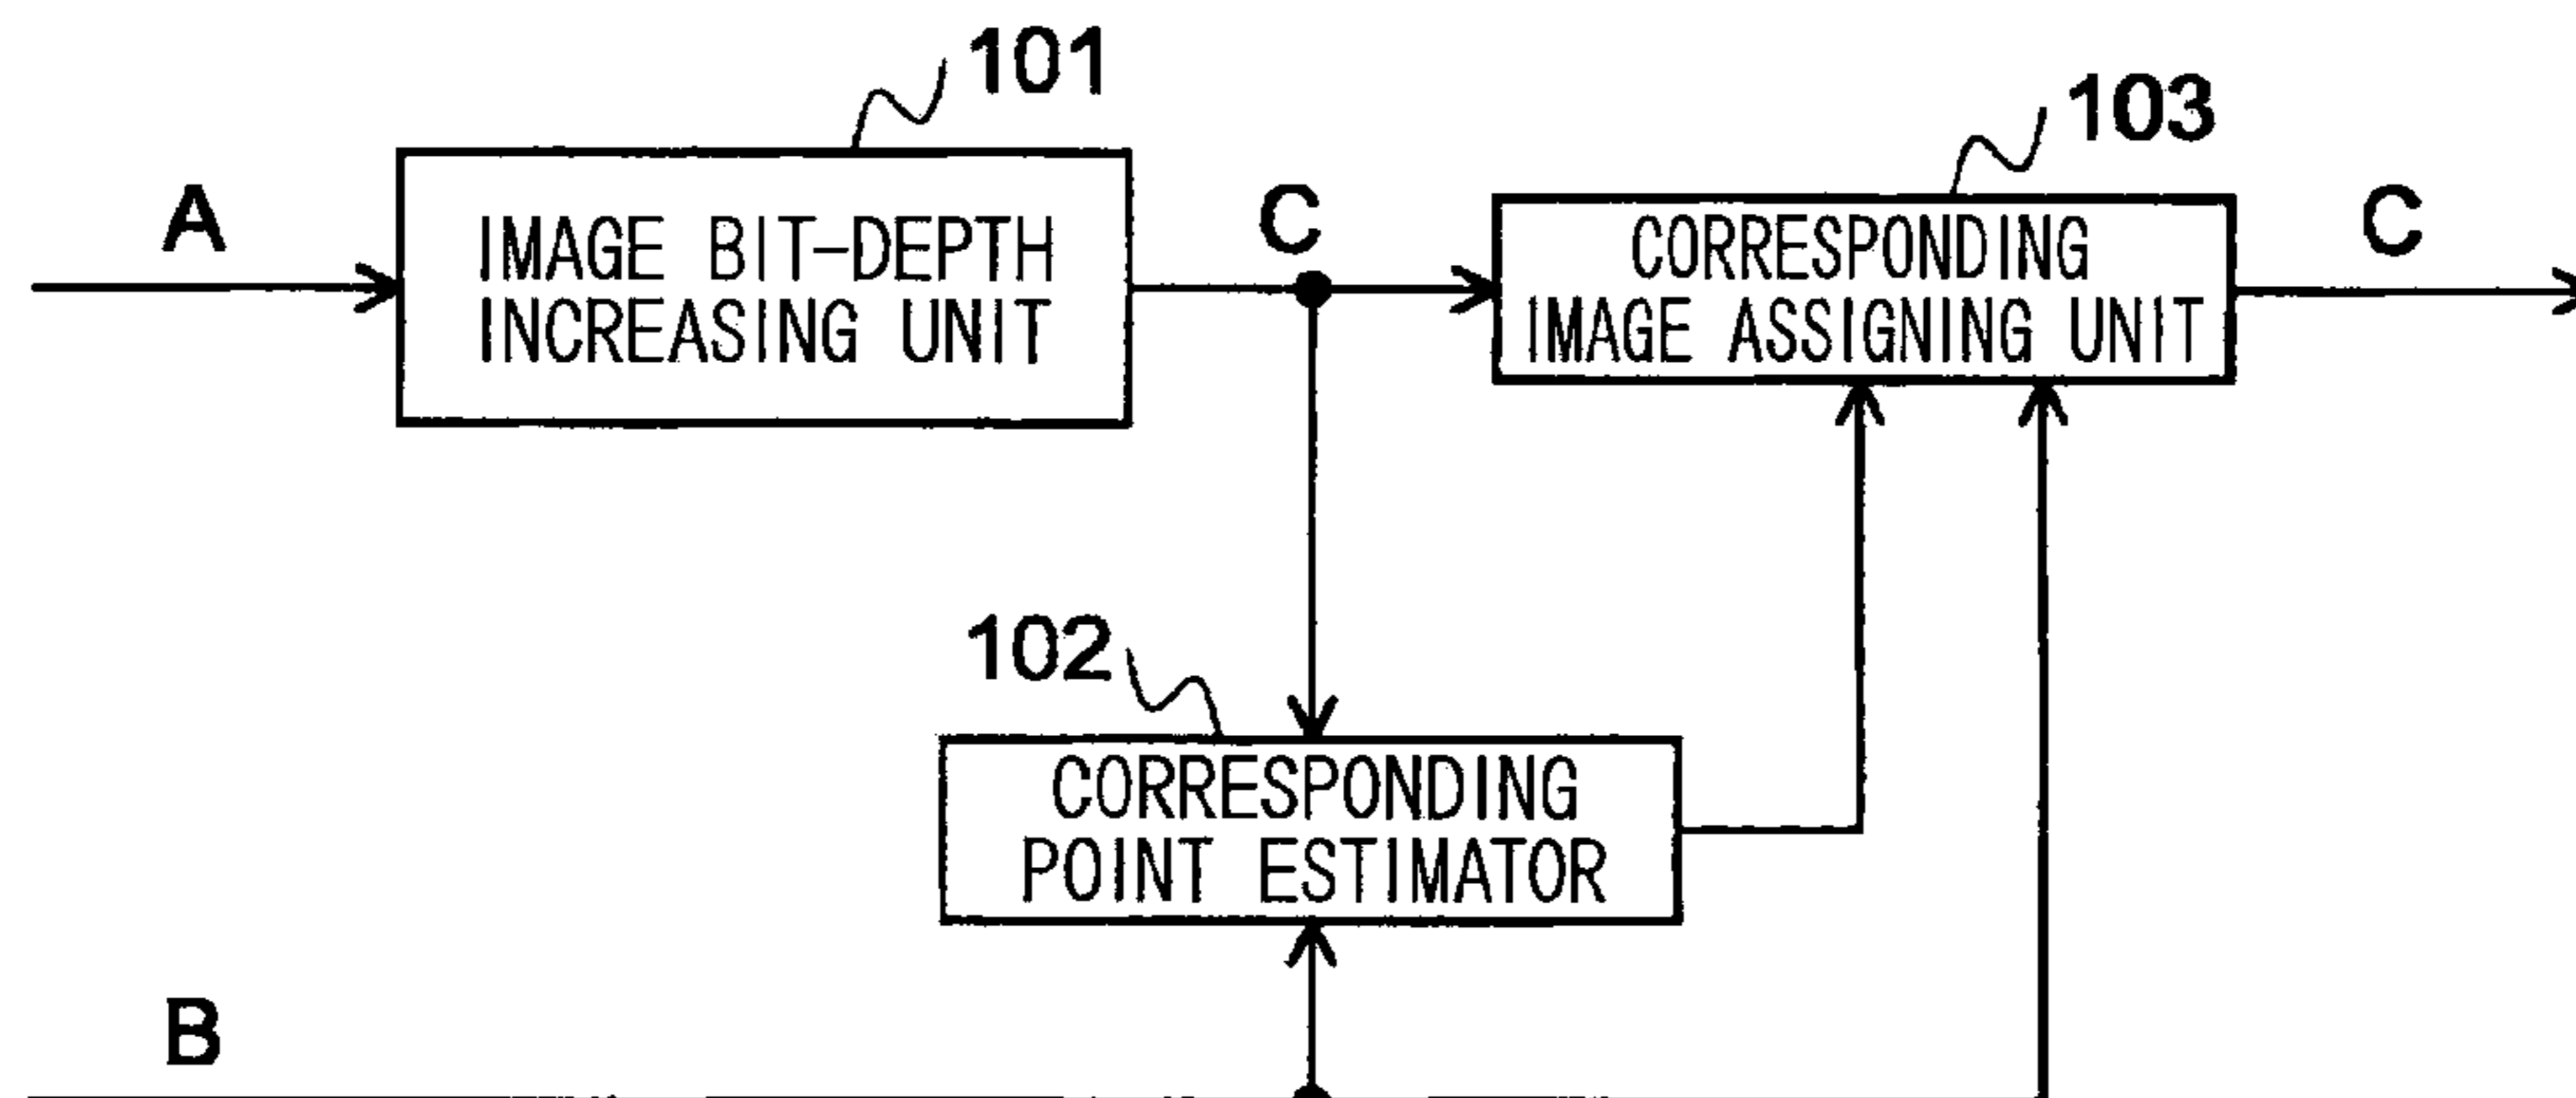 101
103
A
IMAGE BIT-DEPTH
INCREASING UNIT
C
CORRESPONDING
IMAGE ASSIGNING UNIT
C
102
CORRESPONDING
POINT ESTIMATOR
B